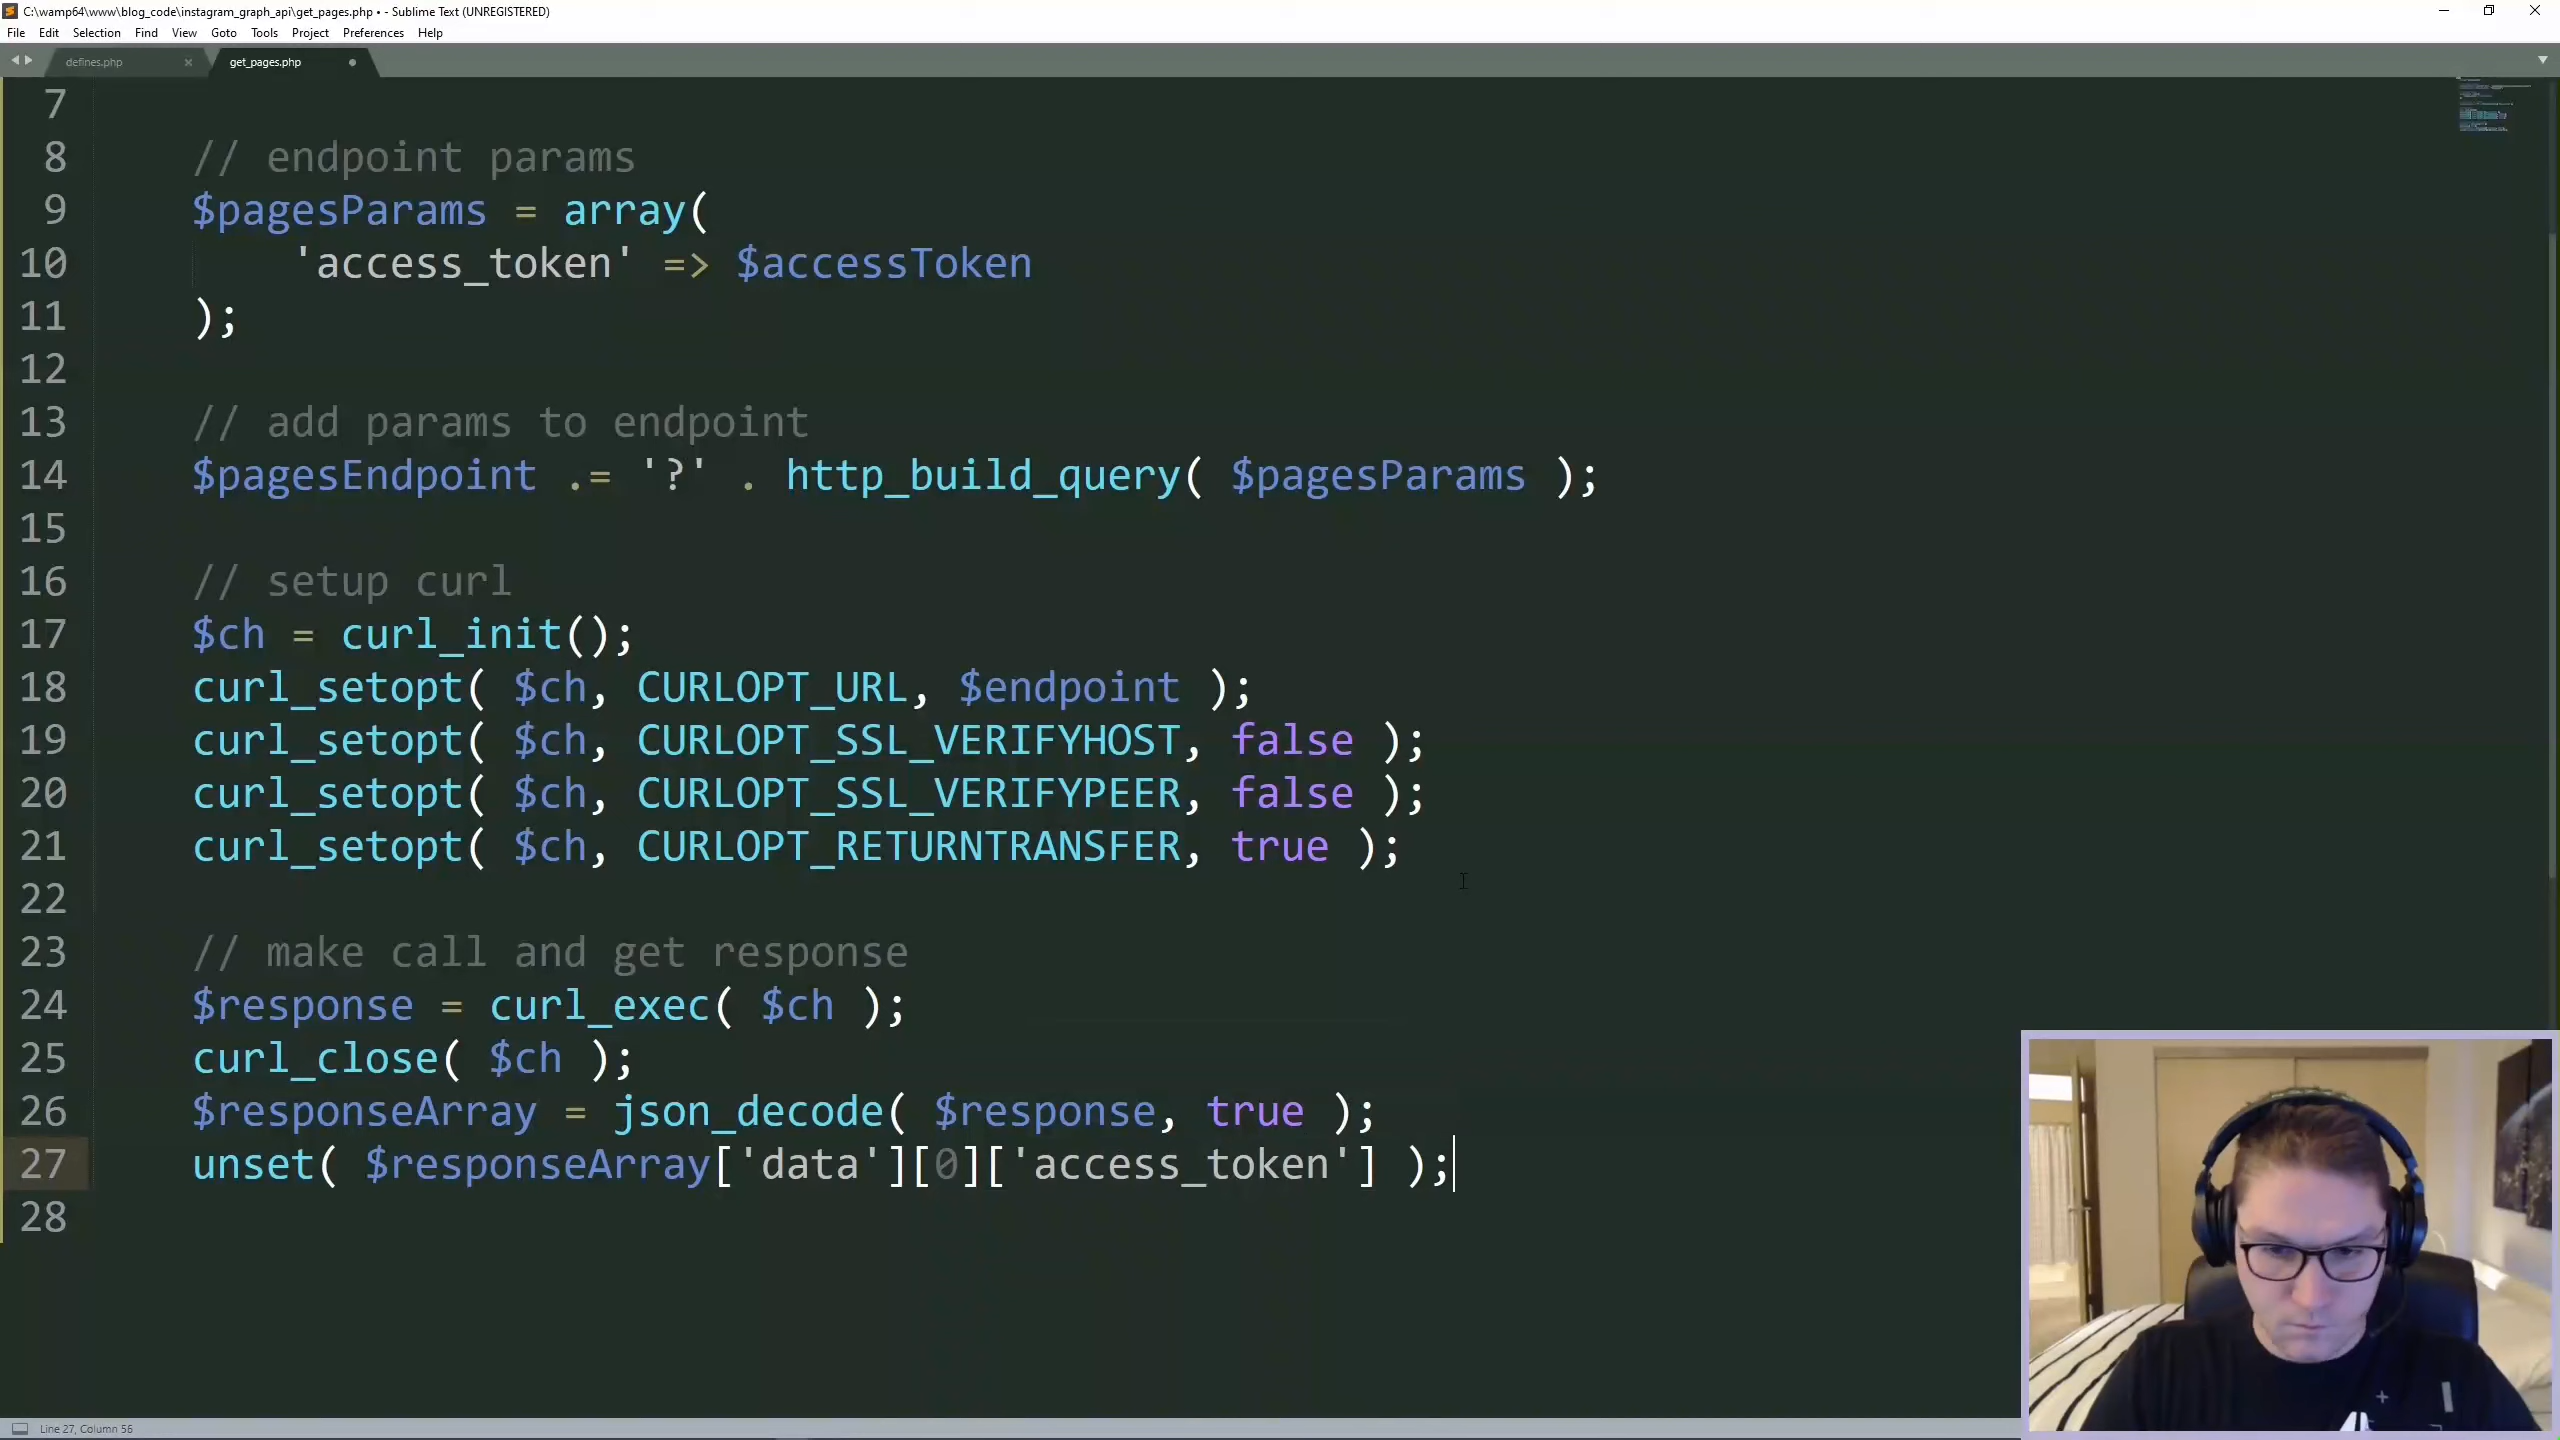 C:\wamp64\www\blog_code\instagram_graph_api\get_pages.php • - Sublime Text (UNREGISTERED)
File Edit Selection Find View Goto Tools Project Preferences Help
defines.php get_pages.php
7
8 // endpoint params
9 $pagesParams = array(
10 'access_token' => $accessToken
11 );
12
13 // add params to endpoint
14 $pagesEndpoint .= '?' . http_build_query( $pagesParams );
15
16 // setup curl
17 $ch = curl_init();
18 curl_setopt( $ch, CURLOPT_URL, $endpoint );
19 curl_setopt( $ch, CURLOPT_SSL_VERIFYHOST, false );
20 curl_setopt( $ch, CURLOPT_SSL_VERIFYPEER, false );
21 curl_setopt( $ch, CURLOPT_RETURNTRANSFER, true );
22
23 // make call and get response
24 $response = curl_exec( $ch );
25 curl_close( $ch );
26 $responseArray = json_decode( $response, true );
27 unset( $responseArray['data'][0]['access_token'] );
28
Line 27, Column 56